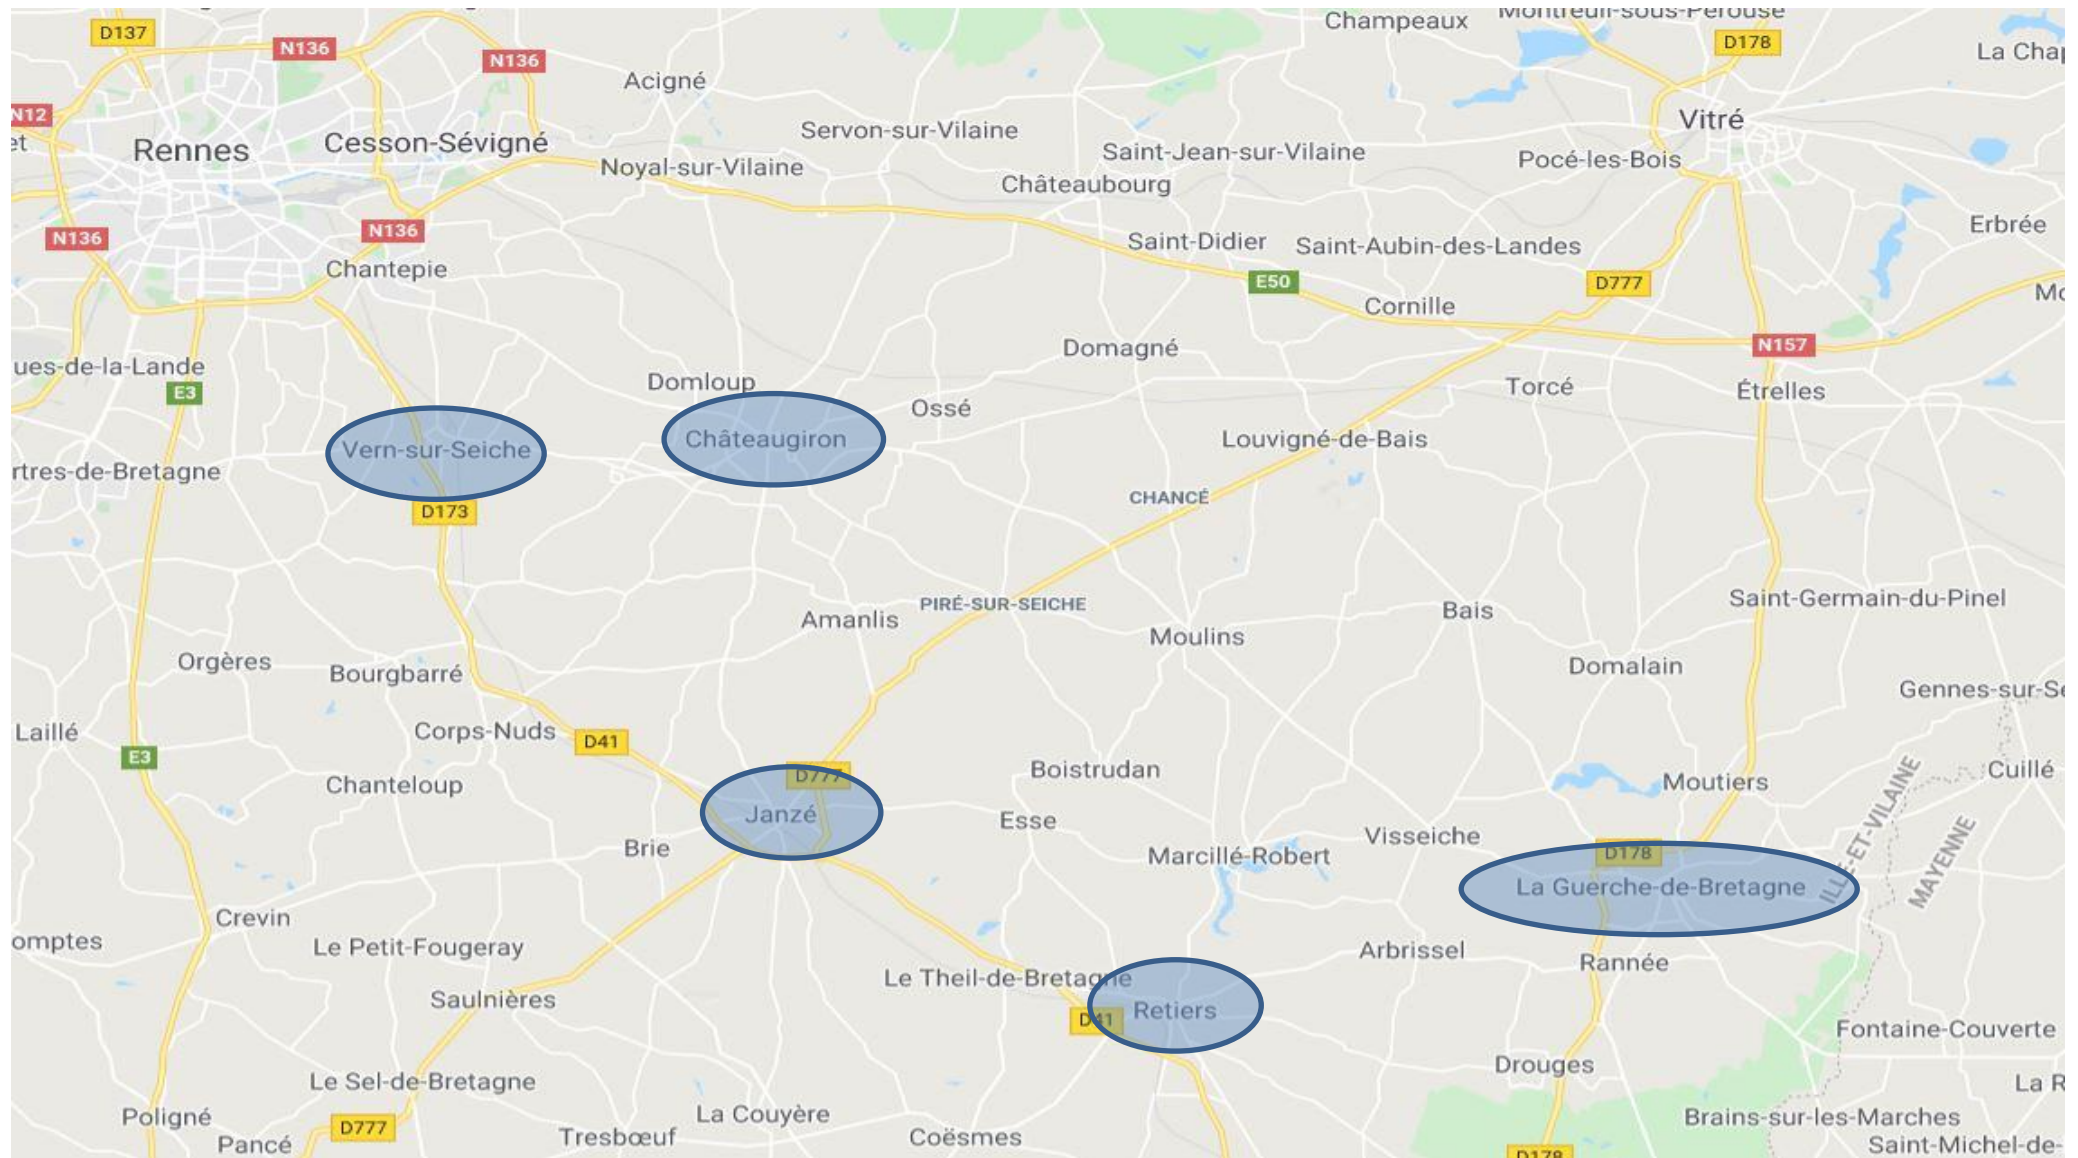 Champeaux
Montreuil-sous-Pérouse
D137
N136
N136
D178
La Chap
Acigné
N12
Vitré
et
Rennes
Cesson-Sévigné
Servon-sur-Vilaine
Saint-Jean-sur-Vilaine
Pocé-les-Bois
Noyal-sur-Vilaine
Châteaubourg
N136
N136
Saint-Didier
Saint-Aubin-des-Landes
Erbrée
Chantepie
E50
D777
Cornille
Mo
N157
Domagné
ues-de-la-Lande
E3
Domloup
Ossé
Torcé
Étrelles
Vern-sur-Seiche
Châteaugiron
Louvigné-de-Bais
rtres-de-Bretagne
CHANCÉ
D173
Amanlis
PIRÉ-SUR-SEICHE
Moulins
Bais
Saint-Germain-du-Pinel
Orgères
Bourgbarré
Domalain
Gennes-sur-Se
Laillé
Corps-Nuds
D41
E3
Chanteloup
D777
Boistrudan
Moutiers
Cuillé
Janzé
Esse
Visseiche
ILLE-ET-VILAINE
MAYENNE
Brie
Marcillé-Robert
D178
La Guerche-de-Bretagne
Crevin
omptes
Le Petit-Fougeray
Arbrissel
Rannée
Le Theil-de-Bretagne
Saulnières
D41
Retiers
Fontaine-Couverte
Drouges
Le Sel-de-Bretagne
La R
Poligné
D777
La Couyère
Brains-sur-les-Marches
Pancé
Tresbœuf
Coësmes
Saint-Michel-de-
D178